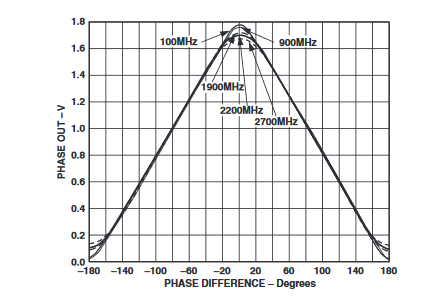 1.8
100MHz
900MHz
1.6
1.4
1900MHz
1.2
2200MHz
2700MHz
1.0
PHASE OUT – V
0.8
0.6
0.4
0.2
0.0
–180 –140 –100 –60 –20 20 60 100 140 180
PHASE DIFFERENCE – Degrees